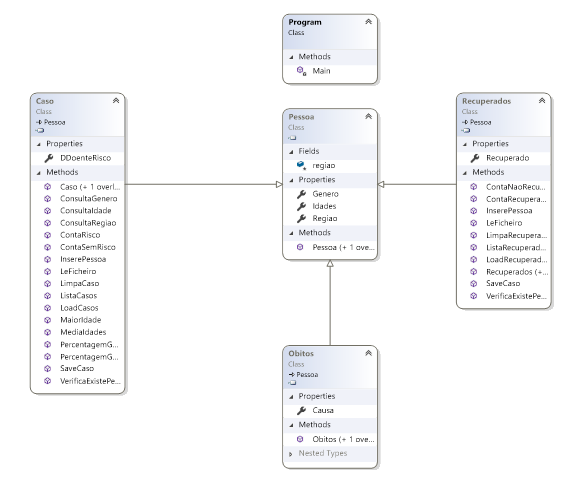 Program
Class
Methods
Main
Caso
Class
Pessoa
Properties
DDoenteRisco
Methods
Caso (+ 1 overl...
ConsultaGenero
ConsultaIdade
ConsultaRegiao
ContaRisco
ContaSemRisco
InserePessoa
LeFicheiro
LimpaCaso
ListaCasos
LoadCasos
MaiorIdade
MediaIdades
PercentagemG...
PercentagemG...
SaveCaso
VerificaExistePe...
Pessoa
Class
Fields
regiao
Properties
Genero
Idades
Regiao
Methods
Pessoa (+ 1 ove...
Recuperados
Class
Pessoa
Properties
Recuperado
Methods
ContaNaoRecu...
ContaRecupera...
InserePessoa
LeFicheiro
LimpaRecupera...
ListaRecuperad...
LoadRecuperad...
Recuperados (+...
SaveCaso
VerificaExistePe...
Obitos
Class
Pessoa
Properties
Causa
Methods
Obitos (+ 1 ove...
Nested Types